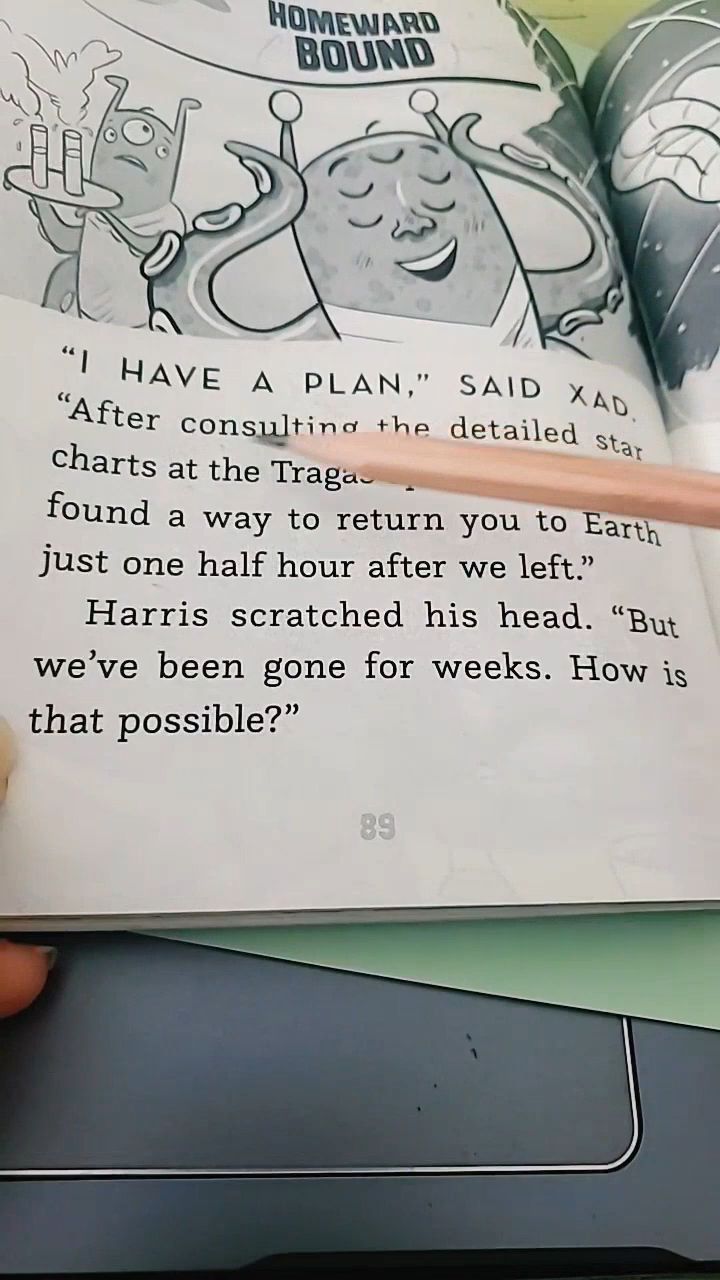 HOMEWARD
BOUND
“I HAVE A PLAN,” SAID XAD.
“After consulting the detailed star
charts at the
found a way to return you to Earth
just one half hour after we left.”
Harris scratched his head. “But
we’ve been gone for weeks. How is
that possible?”
89